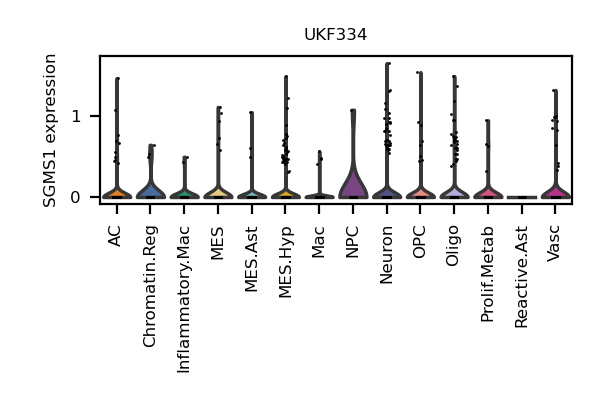 UKF334
SGMS1 expression
1
0
AC
Chromatin.Reg
Inflammatory.Mac
MES
MES.Ast
MES.Hyp
Mac
NPC
Neuron
OPC
Oligo
Prolif.Metab
Reactive.Ast
Vasc